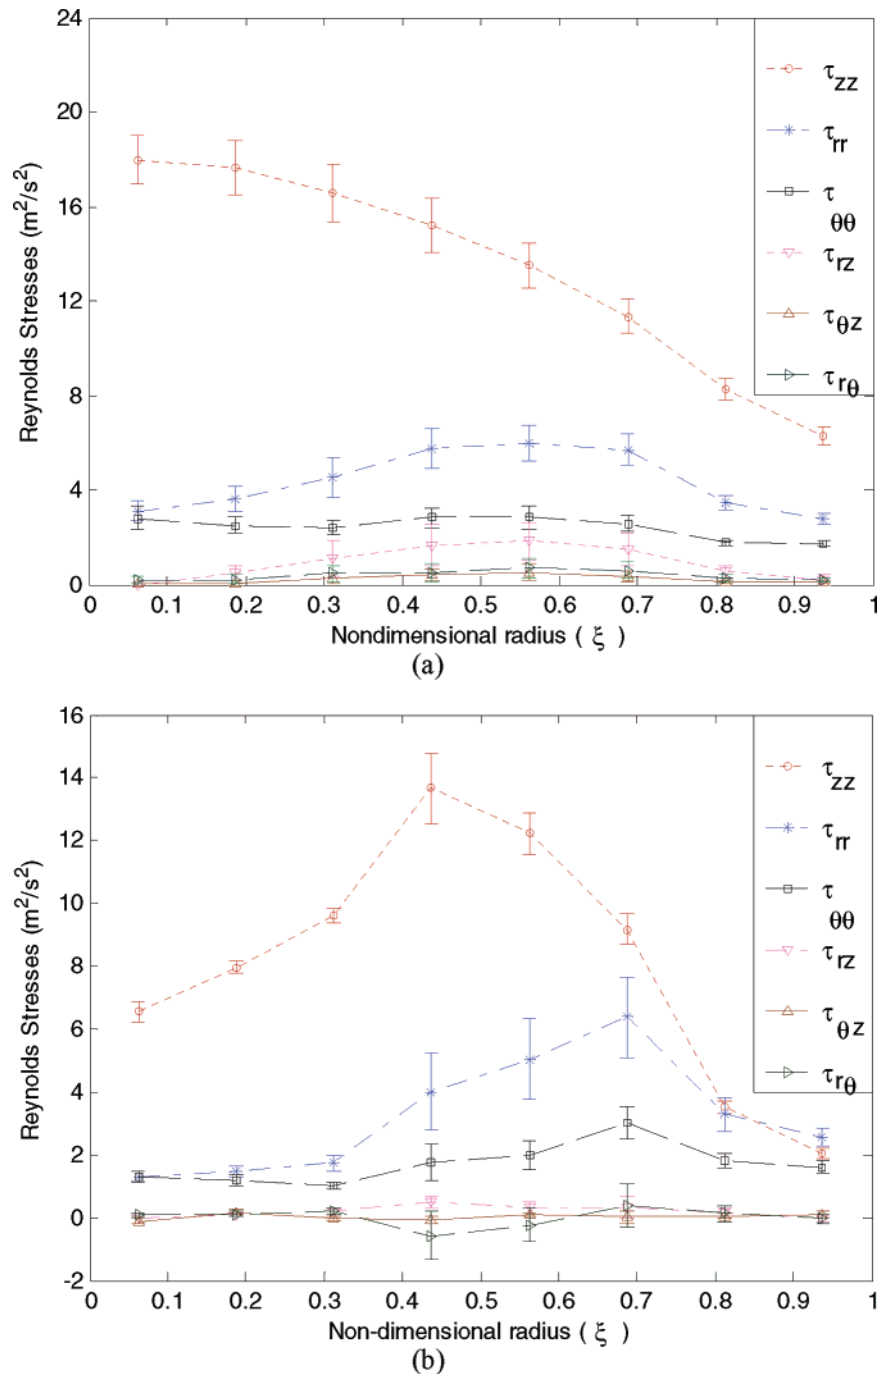 24
20
16
12
8
4
0
Reynolds Stresses (m²/s²)
τzz
τrr
τθθ
τrz
τθz
τrθ
0 0.1 0.2 0.3 0.4 0.5 0.6 0.7 0.8 0.9 1
Nondimensional radius ( ξ )
(a)
16
14
12
10
8
6
4
2
0
-2
Reynolds Stresses (m²/s²)
τzz
τrr
τθθ
τrz
τθz
τrθ
0 0.1 0.2 0.3 0.4 0.5 0.6 0.7 0.8 0.9 1
Non-dimensional radius ( ξ )
(b)